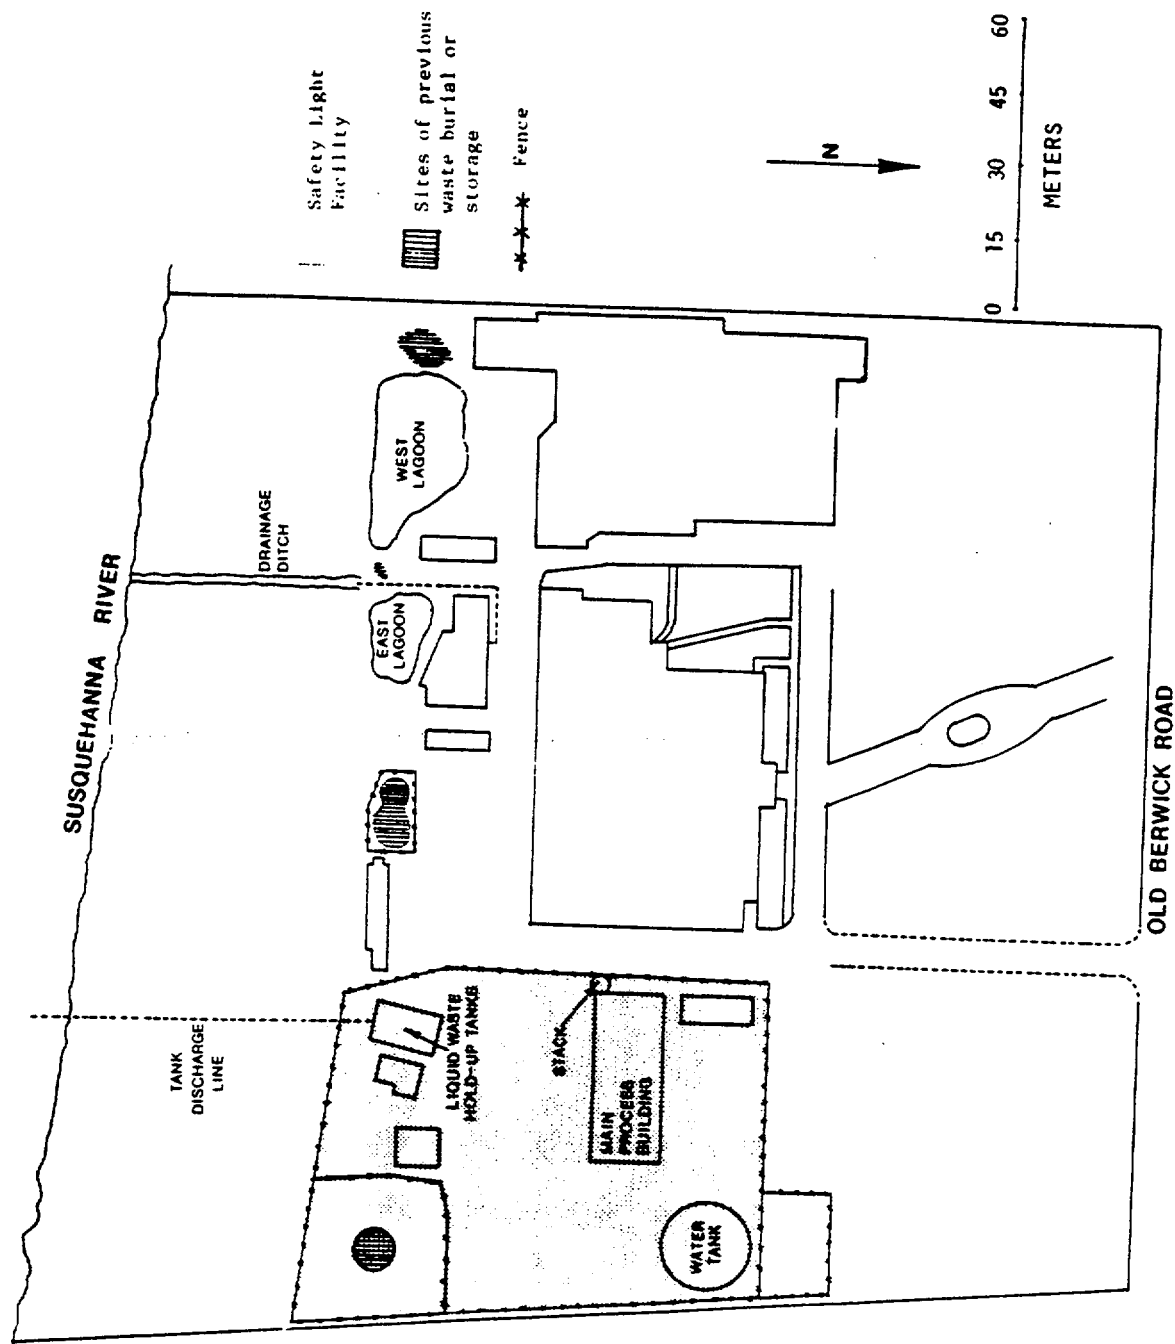 SUSQUEHANNA RIVER
TANK
DISCHARGE
LINE
DRAINAGE
DITCH
EAST
LAGOON
WEST
LAGOON
LIQUID WASTE
HOLD-UP TANKS
STACK
MAIN
PROCESS
BUILDING
WATER
TANK
OLD BERWICK ROAD
Safety Light
Facility
Sites of previous
waste burial or
storage
Fence
N
0 15 30 45 60
METERS